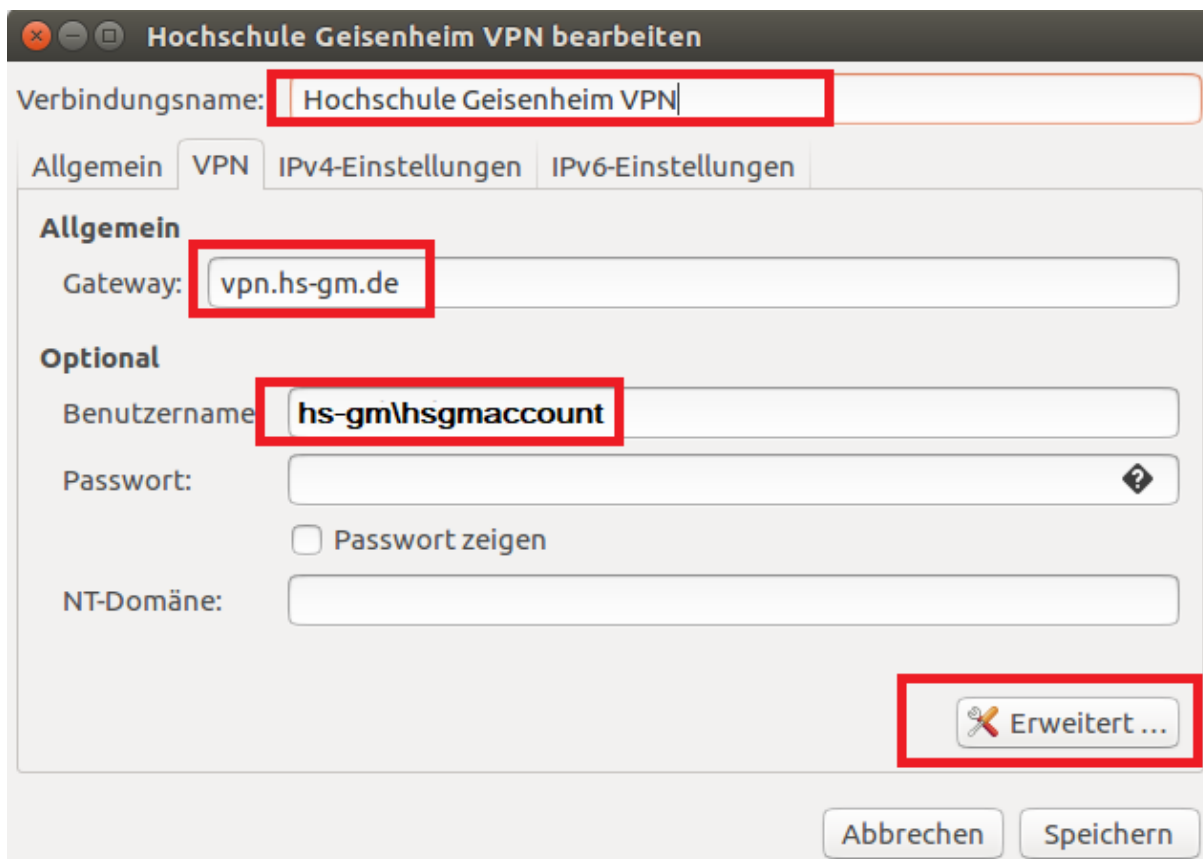 Hochschule Geisenheim VPN bearbeiten
Verbindungsname: Hochschule Geisenheim VPN
Allgemein VPN IPv4-Einstellungen IPv6-Einstellungen
Allgemein
Gateway: vpn.hs-gm.de
Optional
Benutzername hs-gm\hsgmaccount
Passwort:
Passwort zeigen
NT-Domäne:
Erweitert ...
Abbrechen Speichern